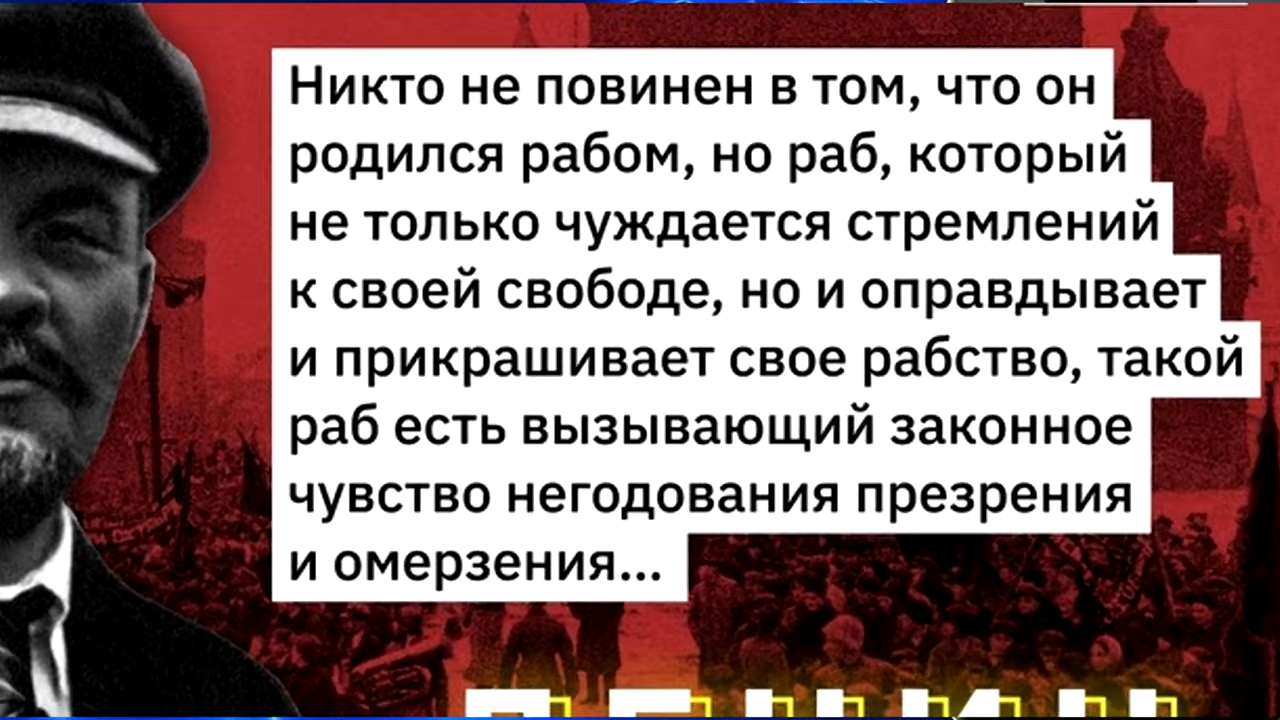 Никто не повинен в том, что он
родился рабом, но раб, который
не только чуждается стремлений
к своей свободе, но и оправдывает
и прикрашивает свое рабство, такой
раб есть вызывающий законное
чувство негодования презрения
и омерзения...